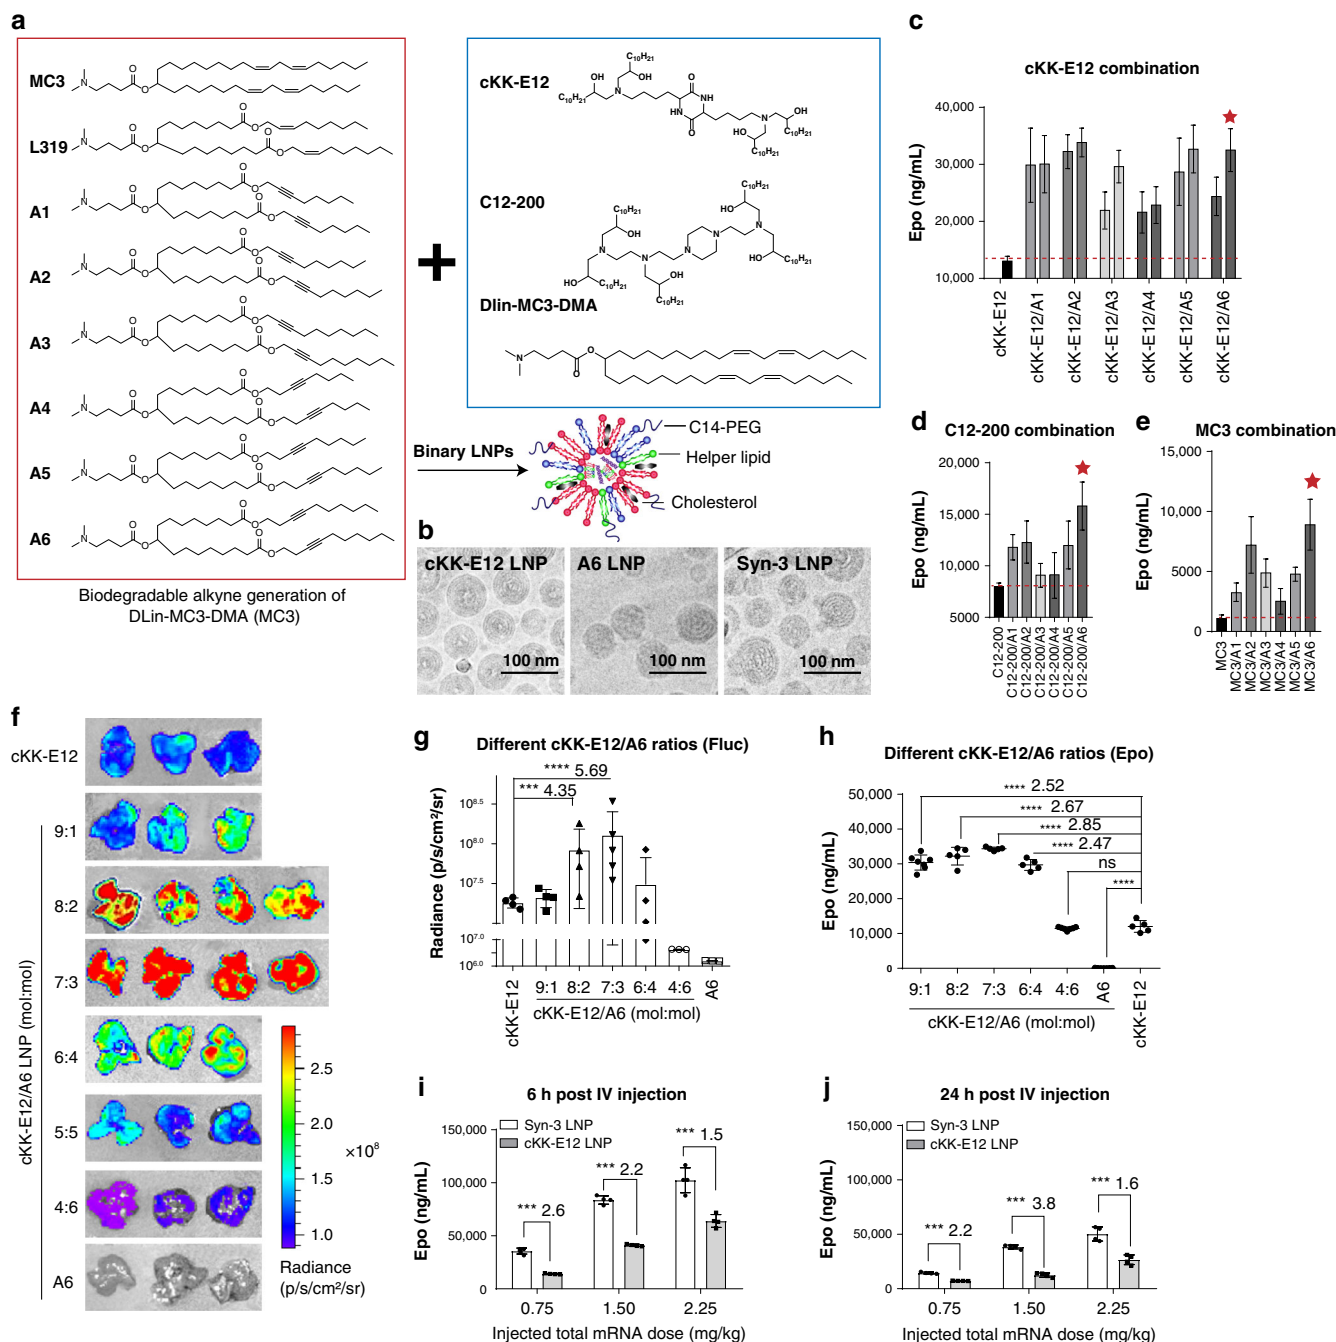 a
MC3
L319
A1
A2
A3
A4
A5
A6
Biodegradable alkyne generation of
DLin-MC3-DMA (MC3)
cKK-E12
C12-200
Dlin-MC3-DMA
Binary LNPs
C14-PEG
Helper lipid
Cholesterol
b
cKK-E12 LNP
A6 LNP
Syn-3 LNP
100 nm
100 nm
100 nm
c
cKK-E12 combination
Epo (ng/mL)
40,000
30,000
20,000
10,000
cKK-E12
cKK-E12/A1
cKK-E12/A2
cKK-E12/A3
cKK-E12/A4
cKK-E12/A5
cKK-E12/A6
d
C12-200 combination
Epo (ng/mL)
20,000
15,000
10,000
5000
C12-200
C12-200/A1
C12-200/A2
C12-200/A3
C12-200/A4
C12-200/A5
C12-200/A6
e
MC3 combination
Epo (ng/mL)
15,000
10,000
5000
0
MC3
MC3/A1
MC3/A2
MC3/A3
MC3/A4
MC3/A5
MC3/A6
f
cKK-E12
9:1
8:2
7:3
6:4
5:5
4:6
A6
cKK-E12/A6 LNP (mol:mol)
2.5
2.0
1.5
1.0
×10⁸
Radiance
(p/s/cm²/sr)
g
Different cKK-E12/A6 ratios (Fluc)
**** 5.69
*** 4.35
Radiance (p/s/cm²/sr)
10^8.5
10^8.0
10^7.5
10^7.0
10^6.0
cKK-E12
9:1 8:2 7:3 6:4 4:6
A6
cKK-E12/A6 (mol:mol)
h
Different cKK-E12/A6 ratios (Epo)
**** 2.52
**** 2.67
**** 2.85
**** 2.47
ns
****
Epo (ng/mL)
50,000
40,000
30,000
20,000
10,000
0
9:1 8:2 7:3 6:4 4:6
A6
cKK-E12
cKK-E12/A6 (mol:mol)
i
6 h post IV injection
Syn-3 LNP
cKK-E12 LNP
*** 2.6
*** 2.2
*** 1.5
Epo (ng/mL)
150,000
100,000
50,000
0
0.75 1.50 2.25
Injected total mRNA dose (mg/kg)
j
24 h post IV injection
Syn-3 LNP
cKK-E12 LNP
*** 2.2
*** 3.8
*** 1.6
Epo (ng/mL)
150,000
100,000
50,000
0
0.75 1.50 2.25
Injected total mRNA dose (mg/kg)